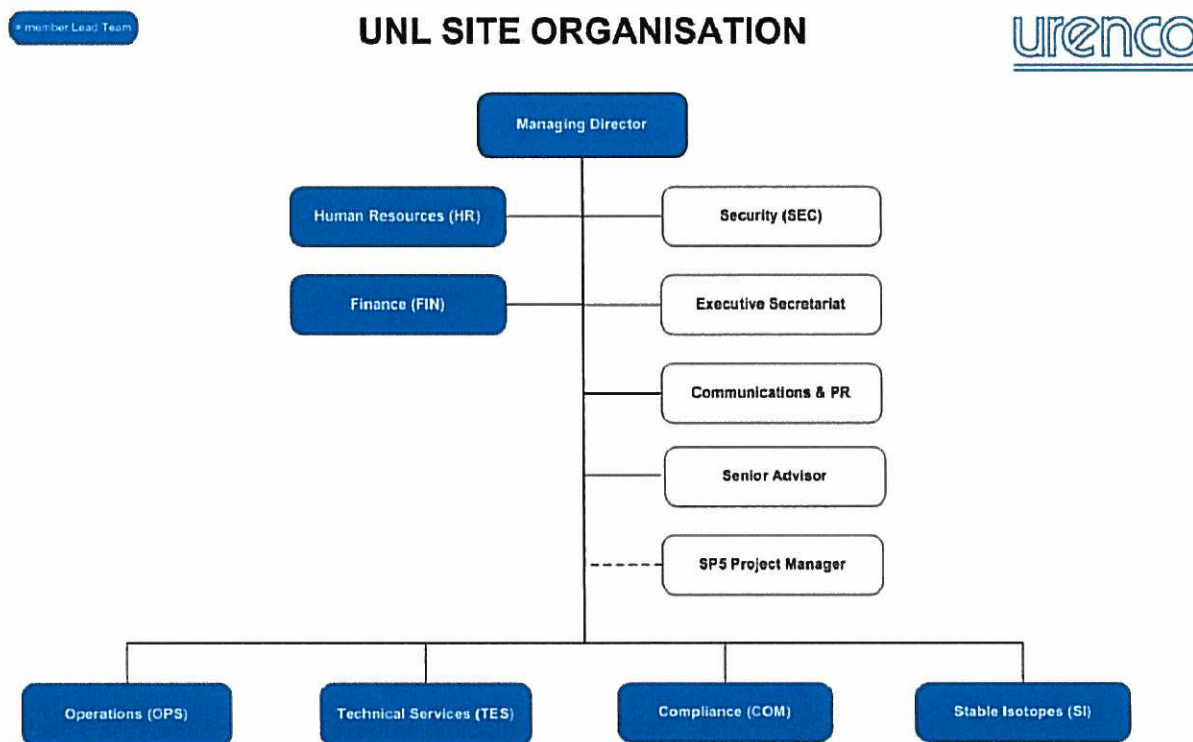 = member Lead Team
UNL SITE ORGANISATION
urenco
Managing Director
Human Resources (HR)
Security (SEC)
Finance (FIN)
Executive Secretariat
Communications & PR
Senior Advisor
SP5 Project Manager
Operations (OPS)
Technical Services (TES)
Compliance (COM)
Stable Isotopes (SI)